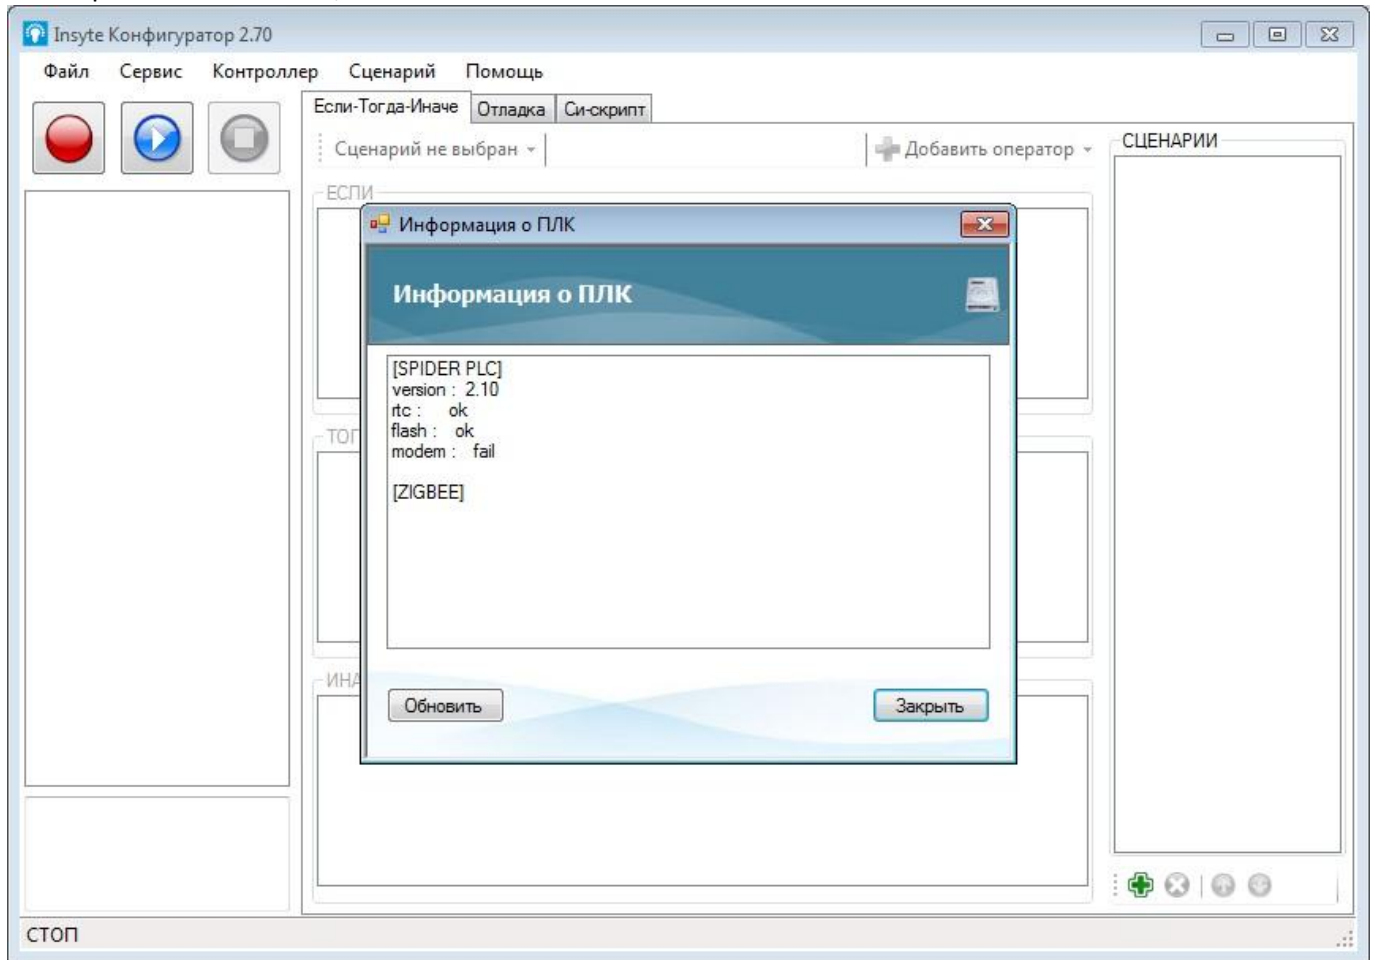 Insyte Конфигуратор 2.70
Файл Сервис Контроллер Сценарий Помощь
Если-Тогда-Иначе Отладка Си-скрипт
Сценарий не выбран Добавить оператор
СЦЕНАРИИ
ЕСЛИ
Информация о ПЛК
Информация о ПЛК
[SPIDER PLC]
version : 2.10
rtc : ok
flash : ok
modem : fail
[ZIGBEE]
ТОГ
ИНА
Обновить Закрыть
СТОП